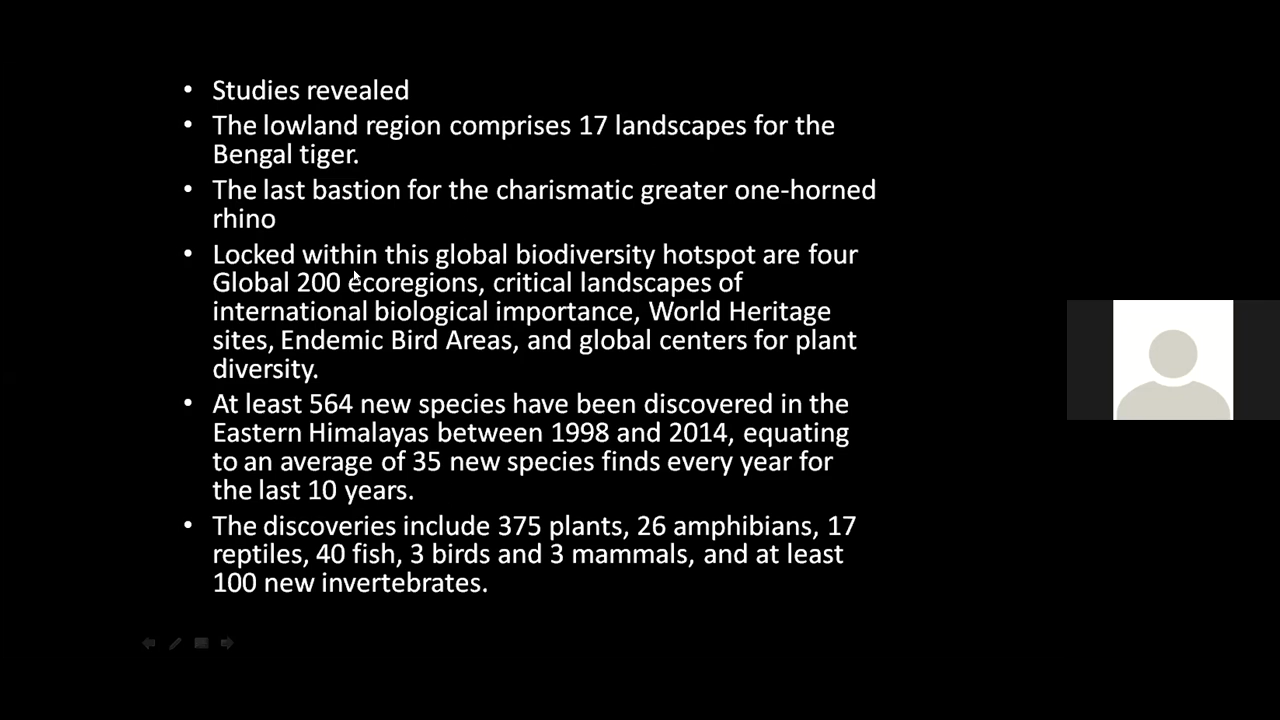 • Studies revealed
• The lowland region comprises 17 landscapes for the
Bengal tiger.
• The last bastion for the charismatic greater one-horned
rhino
• Locked within this global biodiversity hotspot are four
Global 200 ecoregions, critical landscapes of
international biological importance, World Heritage
sites, Endemic Bird Areas, and global centers for plant
diversity.
• At least 564 new species have been discovered in the
Eastern Himalayas between 1998 and 2014, equating
to an average of 35 new species finds every year for
the last 10 years.
• The discoveries include 375 plants, 26 amphibians, 17
reptiles, 40 fish, 3 birds and 3 mammals, and at least
100 new invertebrates.